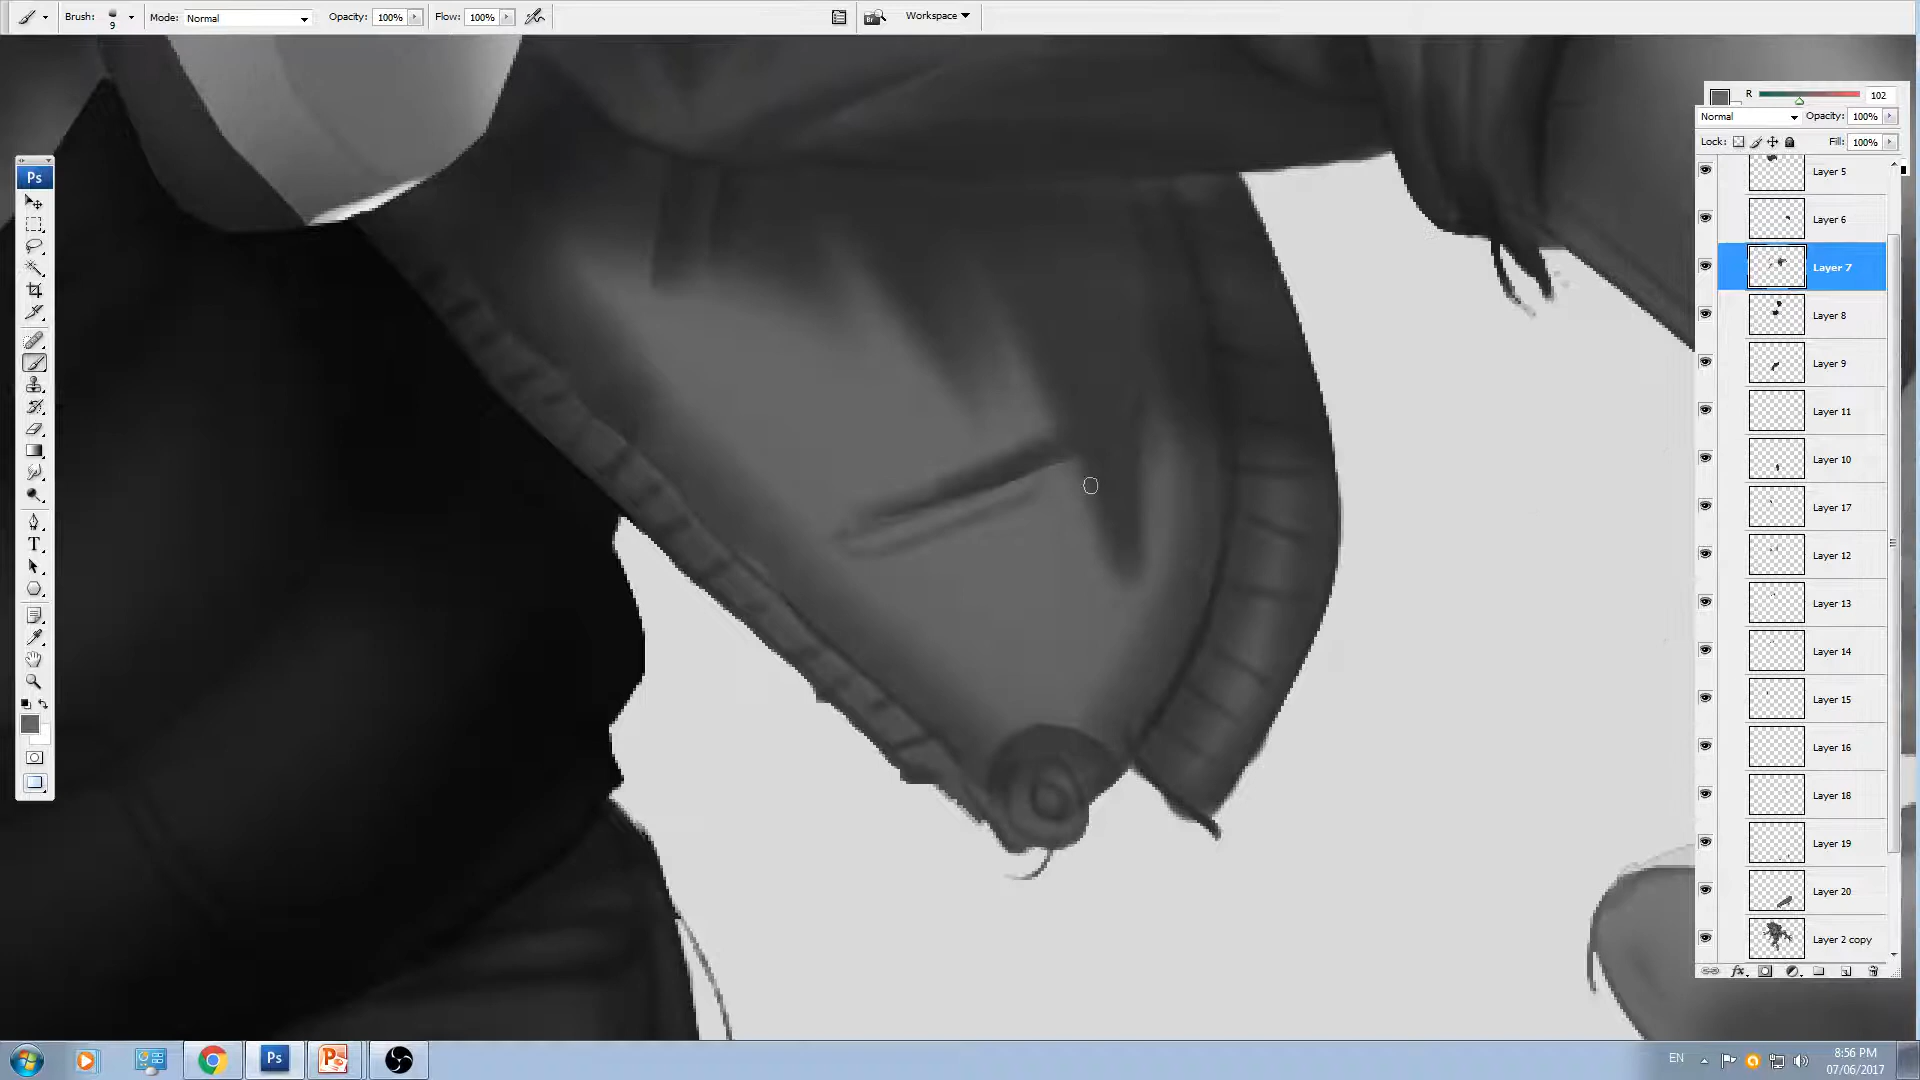 Brush: 9 Mode: Normal Opacity: 100% Flow: 100% Workspace
R 102
Normal Opacity: 100%
Lock: Fill: 100%
Ps
Layer 5
Layer 6
Layer 7
Layer 8
Layer 9
Layer 11
Layer 10
Layer 17
Layer 12
Layer 13
Layer 14
Layer 15
Layer 16
Layer 18
Layer 19
Layer 20
Layer 2 copy
T
fx
Ps
EN
8:56 PM
07/06/2017